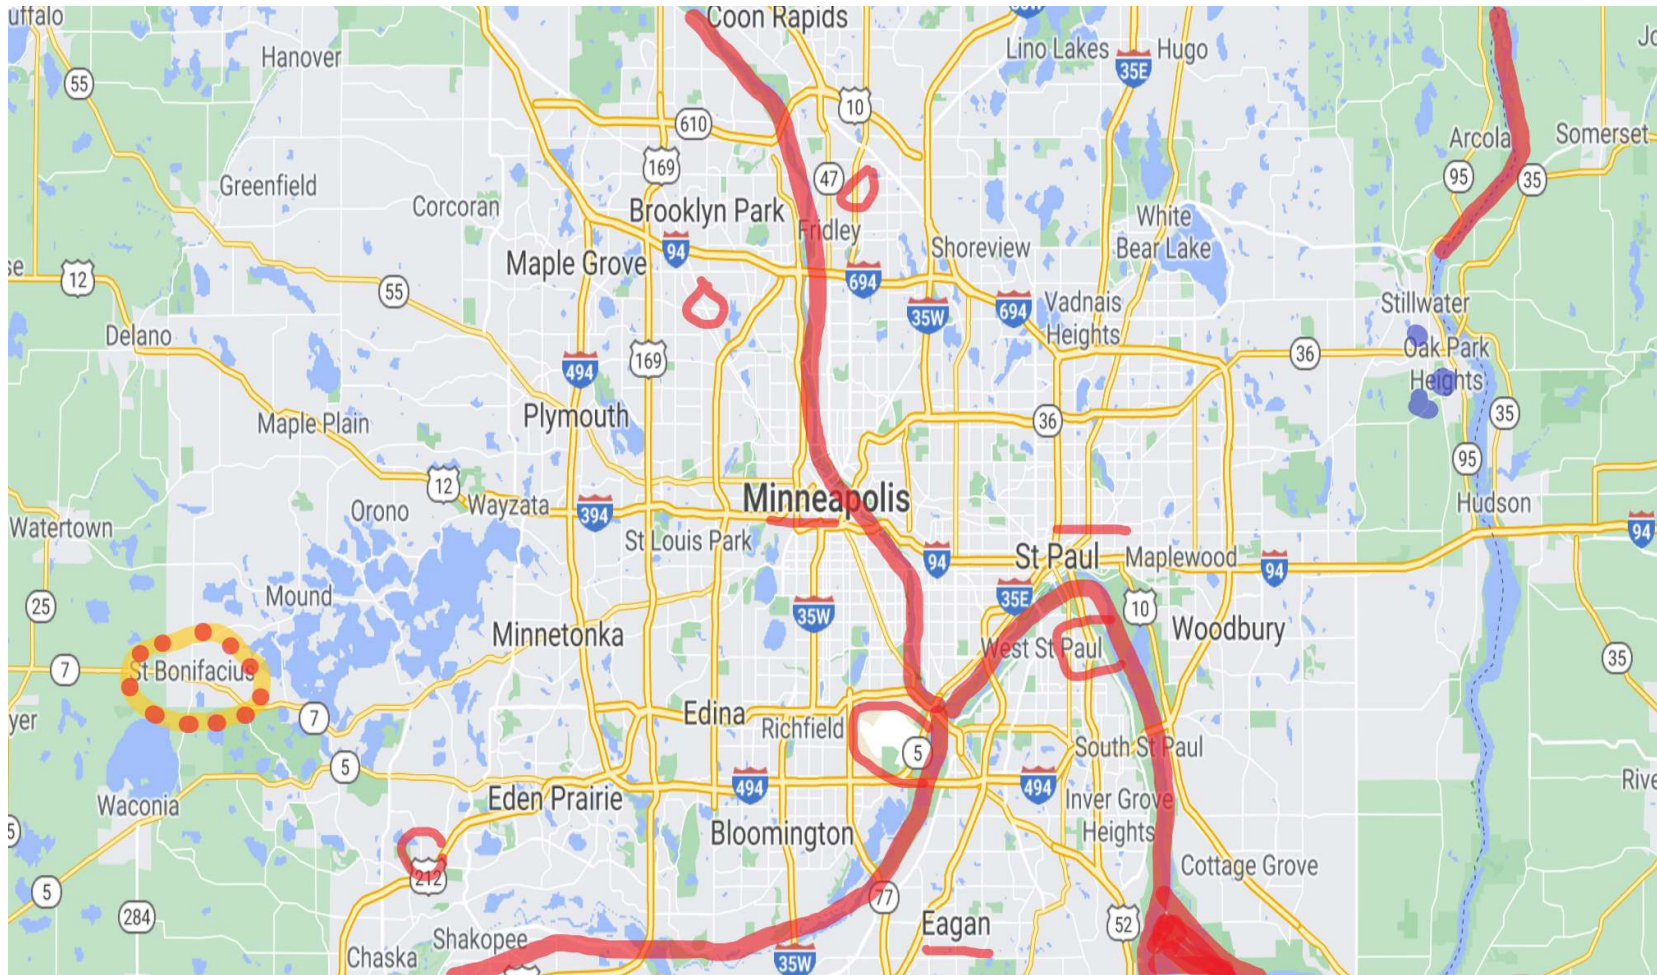 uffalo
Hanover
Coon Rapids
Lino Lakes
35E
Hugo
55
10
610
169
47
Arcola
Somerset
95
35
Greenfield
Corcoran
Brooklyn Park
Fridley
White
Bear Lake
Shoreview
94
Maple Grove
694
12
55
35W
694
Vadnais
Heights
Stillwater
Delano
169
36
Oak Park
Heights
494
Plymouth
Maple Plain
36
35
95
12
Wayzata
Orono
394
Minneapolis
Hudson
Watertown
St Louis Park
94
St Paul
Maplewood
94
94
25
Mound
35W
35E
10
Minnetonka
West St Paul
Woodbury
7
St Bonifacius
35
yer
7
Edina
Richfield
5
South St Paul
5
494
494
Waconia
Eden Prairie
Bloomington
Inver Grove
Heights
5
212
Cottage Grove
5
284
77
Eagan
52
Chaska
Shakopee
35W